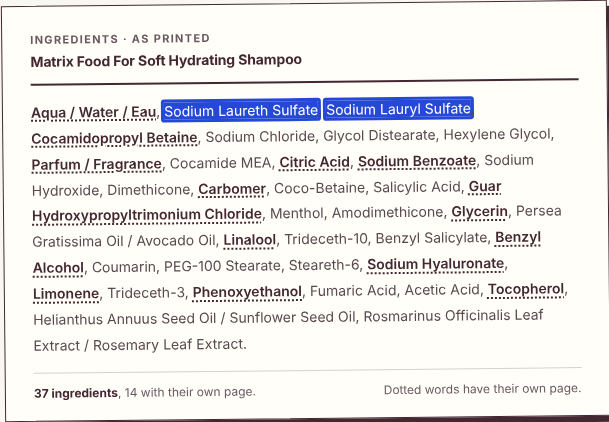 INGREDIENTS · AS PRINTED
Matrix Food For Soft Hydrating Shampoo
Aqua / Water / Eau, Sodium Laureth Sulfate Sodium Lauryl Sulfate
Cocamidopropyl Betaine, Sodium Chloride, Glycol Distearate, Hexylene Glycol,
Parfum / Fragrance, Cocamide MEA, Citric Acid, Sodium Benzoate, Sodium
Hydroxide, Dimethicone, Carbomer, Coco-Betaine, Salicylic Acid, Guar
Hydroxypropyltrimonium Chloride, Menthol, Amodimethicone, Glycerin, Persea
Gratissima Oil / Avocado Oil, Linalool, Trideceth-10, Benzyl Salicylate, Benzyl
Alcohol, Coumarin, PEG-100 Stearate, Steareth-6, Sodium Hyaluronate,
Limonene, Trideceth-3, Phenoxyethanol, Fumaric Acid, Acetic Acid, Tocopherol,
Helianthus Annuus Seed Oil / Sunflower Seed Oil, Rosmarinus Officinalis Leaf
Extract / Rosemary Leaf Extract.
37 ingredients, 14 with their own page. Dotted words have their own page.